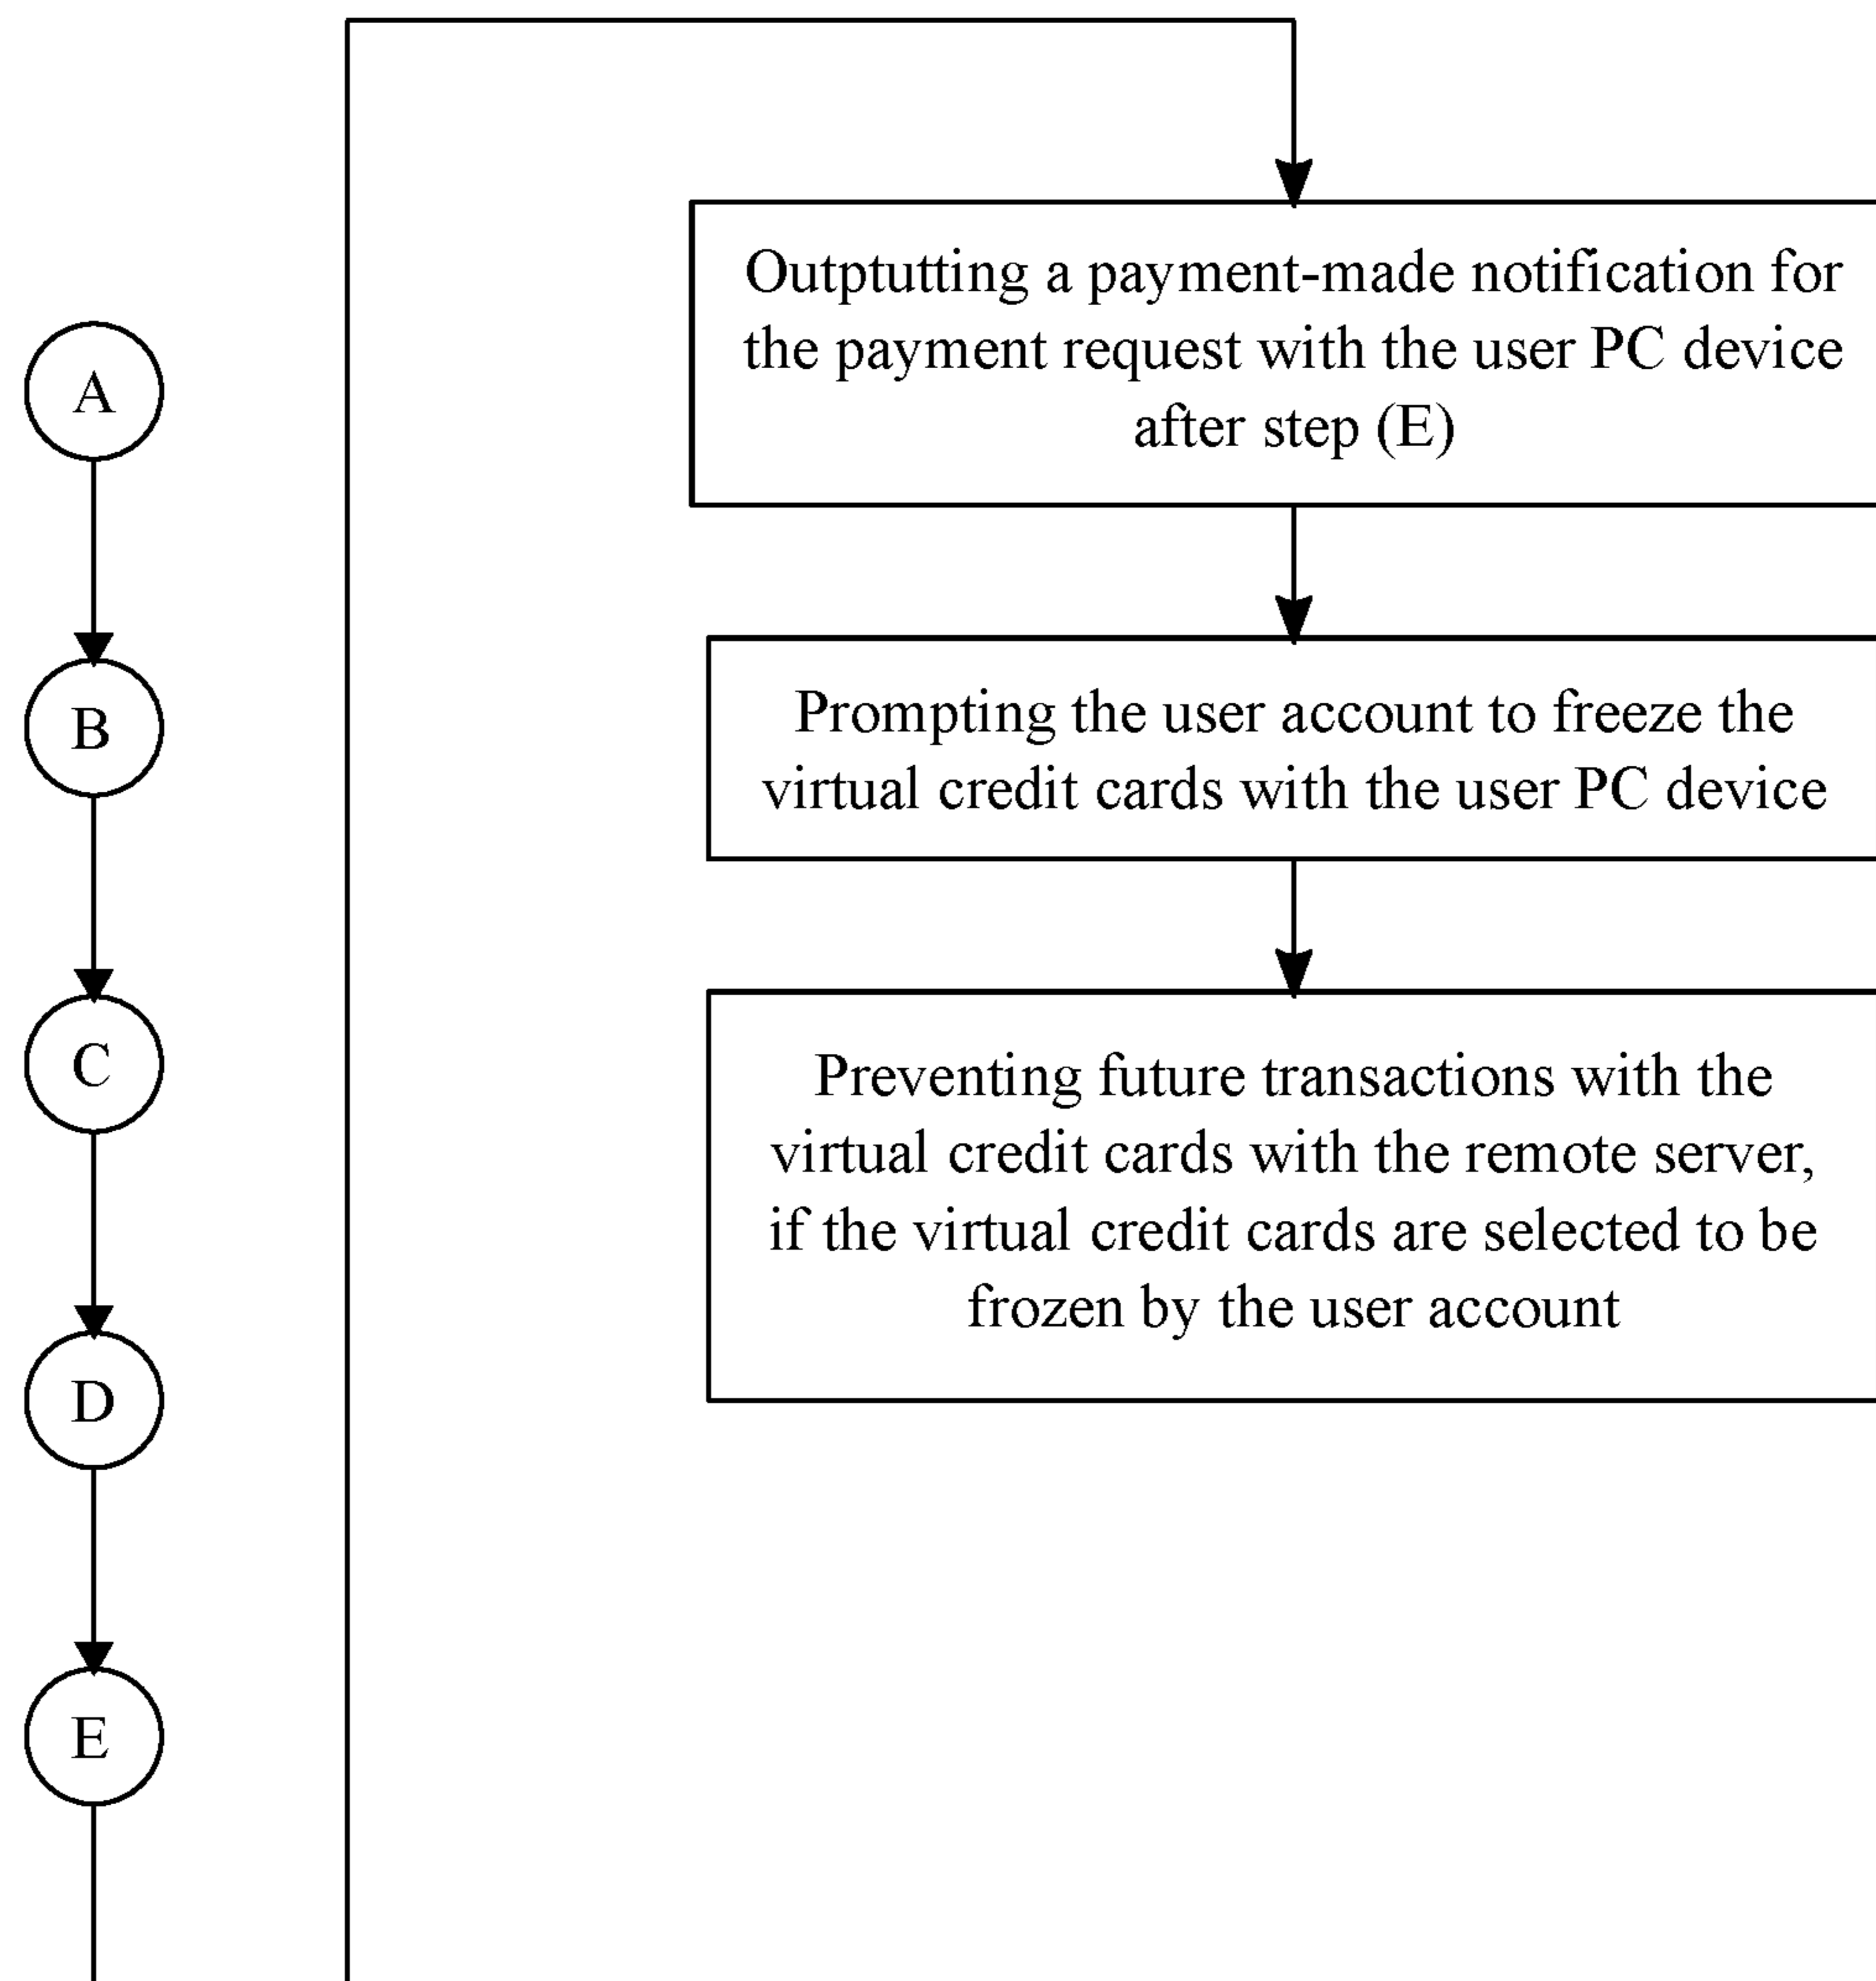 A
B
C
D
E
Outptutting a payment-made notification for
the payment request with the user PC device
after step (E)
Prompting the user account to freeze the
virtual credit cards with the user PC device
Preventing future transactions with the
virtual credit cards with the remote server,
if the virtual credit cards are selected to be
frozen by the user account